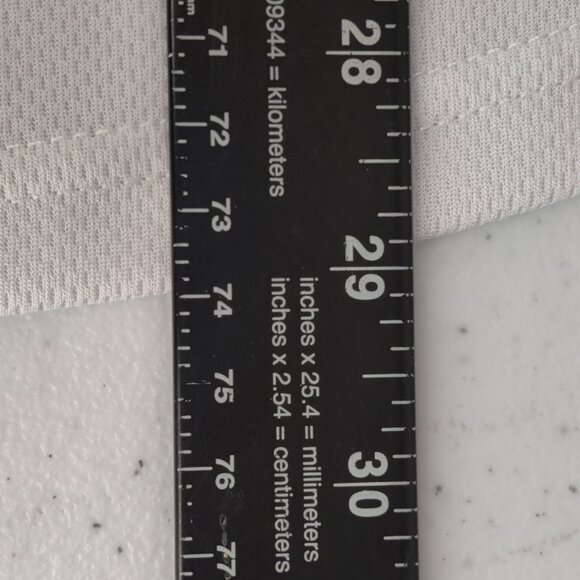 mm
71
72
73
74
75
76
77
09344 = kilometers
inches x 25.4 = millimeters
inches x 2.54 = centimeters
28
29
30